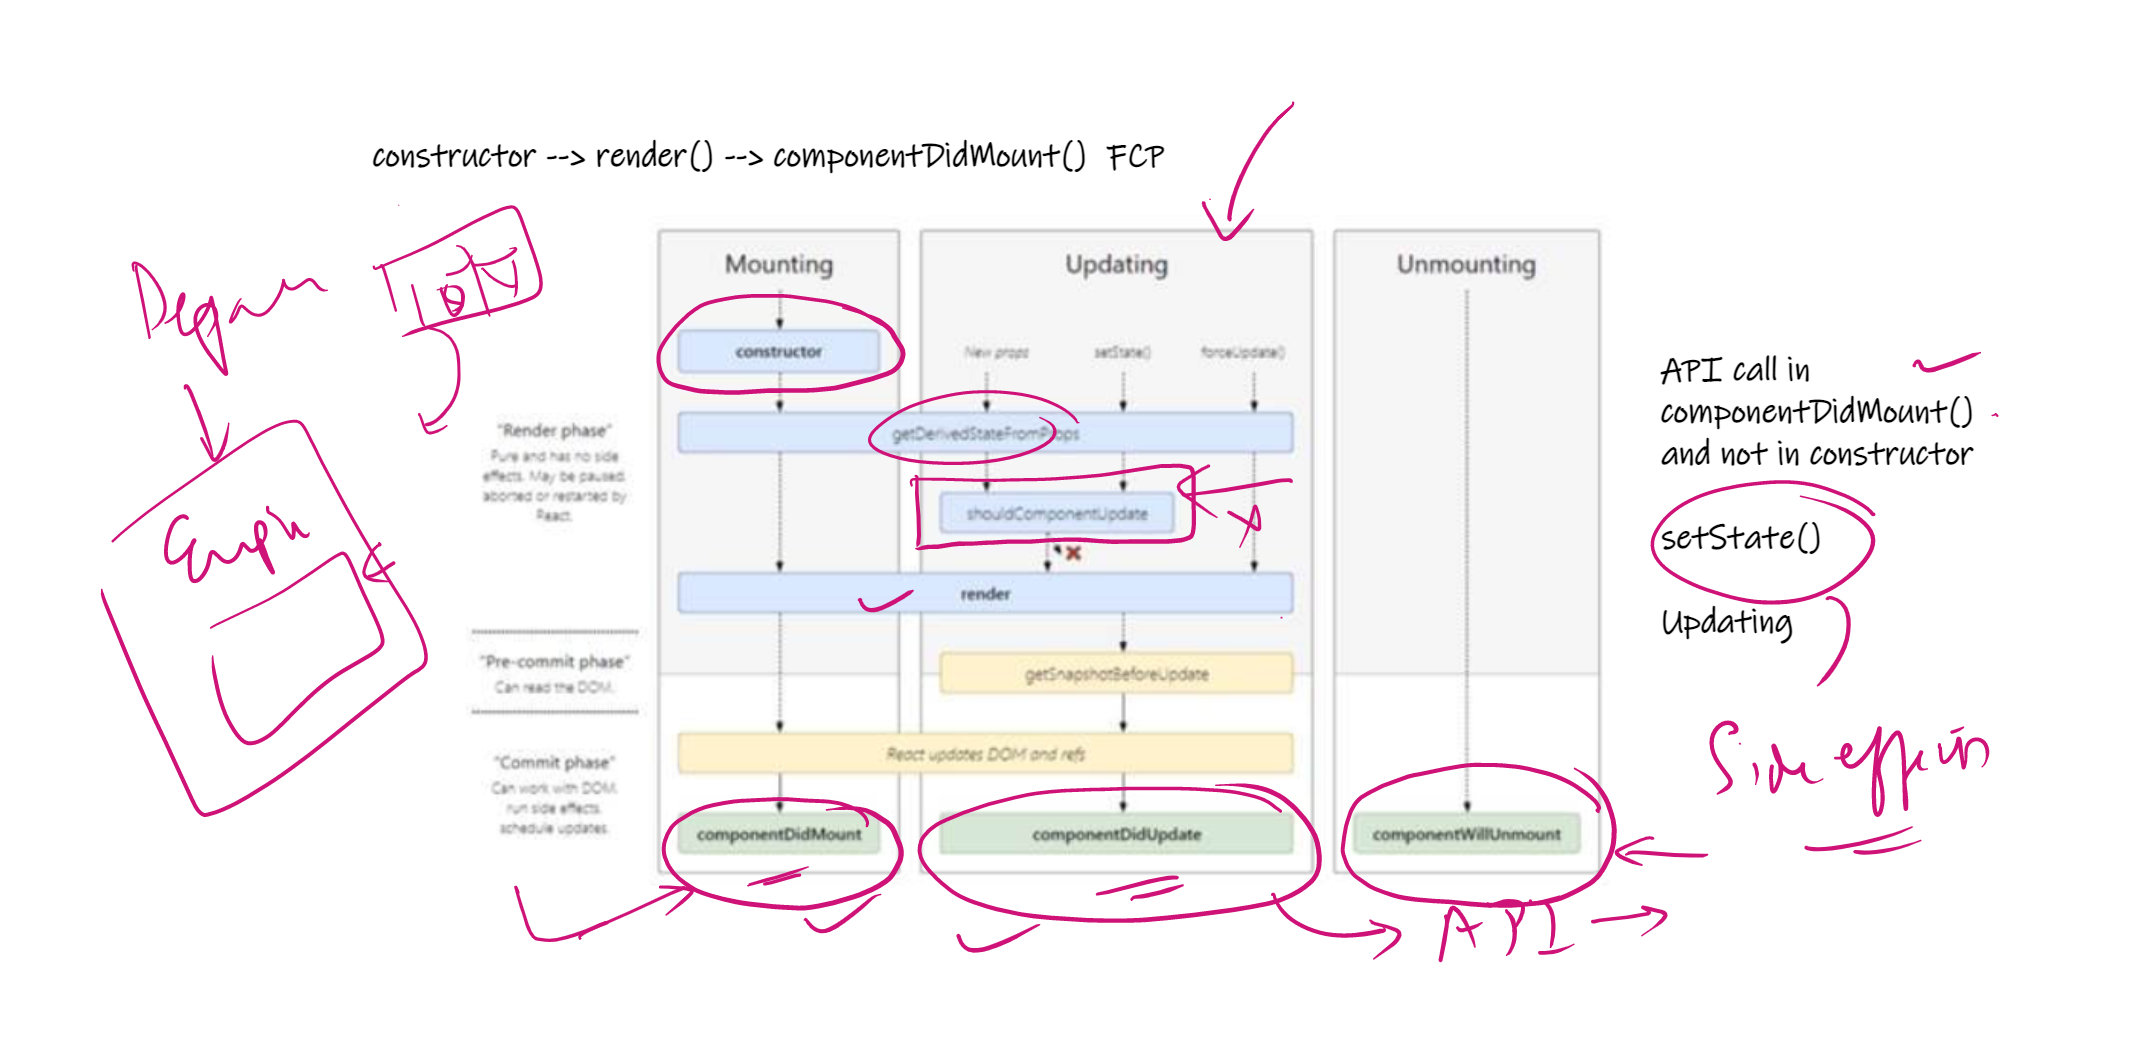 constructor --> render() --> componentDidMount() FCP
Mounting
Updating
Unmounting
constructor
New props
setState()
forceUpdate()
getDerivedStateFromProps
"Render phase"
Pure and has no side
effects. May be paused,
aborted or restarted by
React.
shouldComponentUpdate
render
"Pre-commit phase"
Can read the DOM.
getSnapshotBeforeUpdate
React updates DOM and refs
"Commit phase"
Can work with DOM,
run side effects,
schedule updates.
componentDidMount
componentDidUpdate
componentWillUnmount
API call in
componentDidMount()
and not in constructor
setState()
Updating
Side effects
API